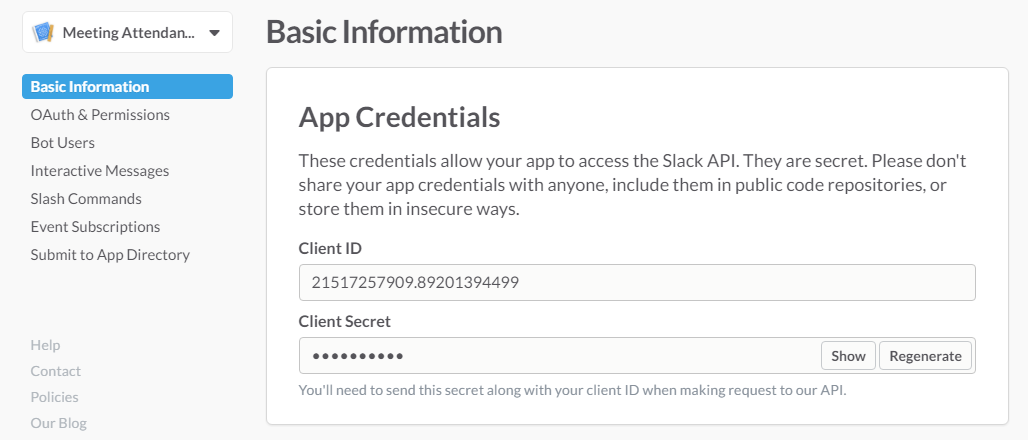 Meeting Attendan...
Basic Information
OAuth & Permissions
Bot Users
Interactive Messages
Slash Commands
Event Subscriptions
Submit to App Directory
Help
Contact
Policies
Our Blog
Basic Information
App Credentials
These credentials allow your app to access the Slack API. They are secret. Please don't
share your app credentials with anyone, include them in public code repositories, or
store them in insecure ways.
Client ID
21517257909.89201394499
Client Secret
••••••••••
Show
Regenerate
You'll need to send this secret along with your client ID when making request to our API.